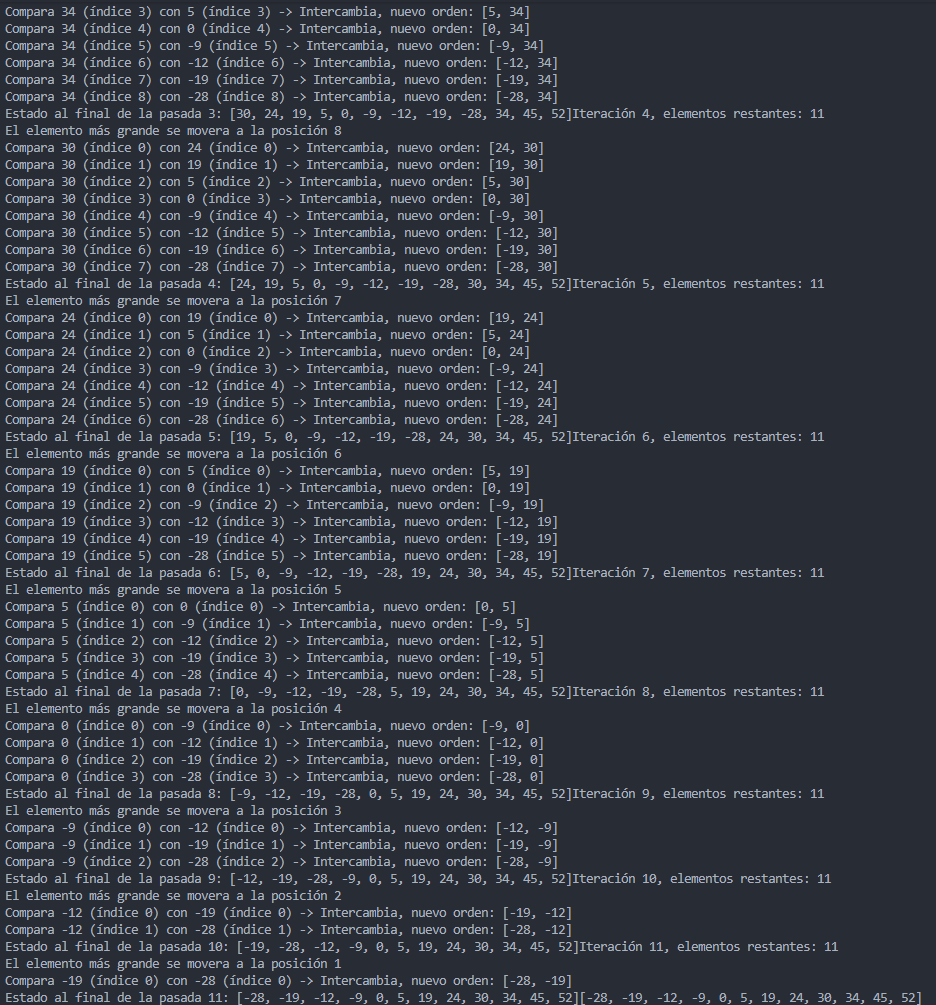 Compara 34 (índice 3) con 5 (índice 3) -> Intercambia, nuevo orden: [5, 34]
Compara 34 (índice 4) con 0 (índice 4) -> Intercambia, nuevo orden: [0, 34]
Compara 34 (índice 5) con -9 (índice 5) -> Intercambia, nuevo orden: [-9, 34]
Compara 34 (índice 6) con -12 (índice 6) -> Intercambia, nuevo orden: [-12, 34]
Compara 34 (índice 7) con -19 (índice 7) -> Intercambia, nuevo orden: [-19, 34]
Compara 34 (índice 8) con -28 (índice 8) -> Intercambia, nuevo orden: [-28, 34]
Estado al final de la pasada 3: [30, 24, 19, 5, 0, -9, -12, -19, -28, 34, 45, 52]Iteración 4, elementos restantes: 11
El elemento más grande se movera a la posición 8
Compara 30 (índice 0) con 24 (índice 0) -> Intercambia, nuevo orden: [24, 30]
Compara 30 (índice 1) con 19 (índice 1) -> Intercambia, nuevo orden: [19, 30]
Compara 30 (índice 2) con 5 (índice 2) -> Intercambia, nuevo orden: [5, 30]
Compara 30 (índice 3) con 0 (índice 3) -> Intercambia, nuevo orden: [0, 30]
Compara 30 (índice 4) con -9 (índice 4) -> Intercambia, nuevo orden: [-9, 30]
Compara 30 (índice 5) con -12 (índice 5) -> Intercambia, nuevo orden: [-12, 30]
Compara 30 (índice 6) con -19 (índice 6) -> Intercambia, nuevo orden: [-19, 30]
Compara 30 (índice 7) con -28 (índice 7) -> Intercambia, nuevo orden: [-28, 30]
Estado al final de la pasada 4: [24, 19, 5, 0, -9, -12, -19, -28, 30, 34, 45, 52]Iteración 5, elementos restantes: 11
El elemento más grande se movera a la posición 7
Compara 24 (índice 0) con 19 (índice 0) -> Intercambia, nuevo orden: [19, 24]
Compara 24 (índice 1) con 5 (índice 1) -> Intercambia, nuevo orden: [5, 24]
Compara 24 (índice 2) con 0 (índice 2) -> Intercambia, nuevo orden: [0, 24]
Compara 24 (índice 3) con -9 (índice 3) -> Intercambia, nuevo orden: [-9, 24]
Compara 24 (índice 4) con -12 (índice 4) -> Intercambia, nuevo orden: [-12, 24]
Compara 24 (índice 5) con -19 (índice 5) -> Intercambia, nuevo orden: [-19, 24]
Compara 24 (índice 6) con -28 (índice 6) -> Intercambia, nuevo orden: [-28, 24]
Estado al final de la pasada 5: [19, 5, 0, -9, -12, -19, -28, 24, 30, 34, 45, 52]Iteración 6, elementos restantes: 11
El elemento más grande se movera a la posición 6
Compara 19 (índice 0) con 5 (índice 0) -> Intercambia, nuevo orden: [5, 19]
Compara 19 (índice 1) con 0 (índice 1) -> Intercambia, nuevo orden: [0, 19]
Compara 19 (índice 2) con -9 (índice 2) -> Intercambia, nuevo orden: [-9, 19]
Compara 19 (índice 3) con -12 (índice 3) -> Intercambia, nuevo orden: [-12, 19]
Compara 19 (índice 4) con -19 (índice 4) -> Intercambia, nuevo orden: [-19, 19]
Compara 19 (índice 5) con -28 (índice 5) -> Intercambia, nuevo orden: [-28, 19]
Estado al final de la pasada 6: [5, 0, -9, -12, -19, -28, 19, 24, 30, 34, 45, 52]Iteración 7, elementos restantes: 11
El elemento más grande se movera a la posición 5
Compara 5 (índice 0) con 0 (índice 0) -> Intercambia, nuevo orden: [0, 5]
Compara 5 (índice 1) con -9 (índice 1) -> Intercambia, nuevo orden: [-9, 5]
Compara 5 (índice 2) con -12 (índice 2) -> Intercambia, nuevo orden: [-12, 5]
Compara 5 (índice 3) con -19 (índice 3) -> Intercambia, nuevo orden: [-19, 5]
Compara 5 (índice 4) con -28 (índice 4) -> Intercambia, nuevo orden: [-28, 5]
Estado al final de la pasada 7: [0, -9, -12, -19, -28, 5, 19, 24, 30, 34, 45, 52]Iteración 8, elementos restantes: 11
El elemento más grande se movera a la posición 4
Compara 0 (índice 0) con -9 (índice 0) -> Intercambia, nuevo orden: [-9, 0]
Compara 0 (índice 1) con -12 (índice 1) -> Intercambia, nuevo orden: [-12, 0]
Compara 0 (índice 2) con -19 (índice 2) -> Intercambia, nuevo orden: [-19, 0]
Compara 0 (índice 3) con -28 (índice 3) -> Intercambia, nuevo orden: [-28, 0]
Estado al final de la pasada 8: [-9, -12, -19, -28, 0, 5, 19, 24, 30, 34, 45, 52]Iteración 9, elementos restantes: 11
El elemento más grande se movera a la posición 3
Compara -9 (índice 0) con -12 (índice 0) -> Intercambia, nuevo orden: [-12, -9]
Compara -9 (índice 1) con -19 (índice 1) -> Intercambia, nuevo orden: [-19, -9]
Compara -9 (índice 2) con -28 (índice 2) -> Intercambia, nuevo orden: [-28, -9]
Estado al final de la pasada 9: [-12, -19, -28, -9, 0, 5, 19, 24, 30, 34, 45, 52]Iteración 10, elementos restantes: 11
El elemento más grande se movera a la posición 2
Compara -12 (índice 0) con -19 (índice 0) -> Intercambia, nuevo orden: [-19, -12]
Compara -12 (índice 1) con -28 (índice 1) -> Intercambia, nuevo orden: [-28, -12]
Estado al final de la pasada 10: [-19, -28, -12, -9, 0, 5, 19, 24, 30, 34, 45, 52]Iteración 11, elementos restantes: 11
El elemento más grande se movera a la posición 1
Compara -19 (índice 0) con -28 (índice 0) -> Intercambia, nuevo orden: [-28, -19]
Estado al final de la pasada 11: [-28, -19, -12, -9, 0, 5, 19, 24, 30, 34, 45, 52][-28, -19, -12, -9, 0, 5, 19, 24, 30, 34, 45, 52]